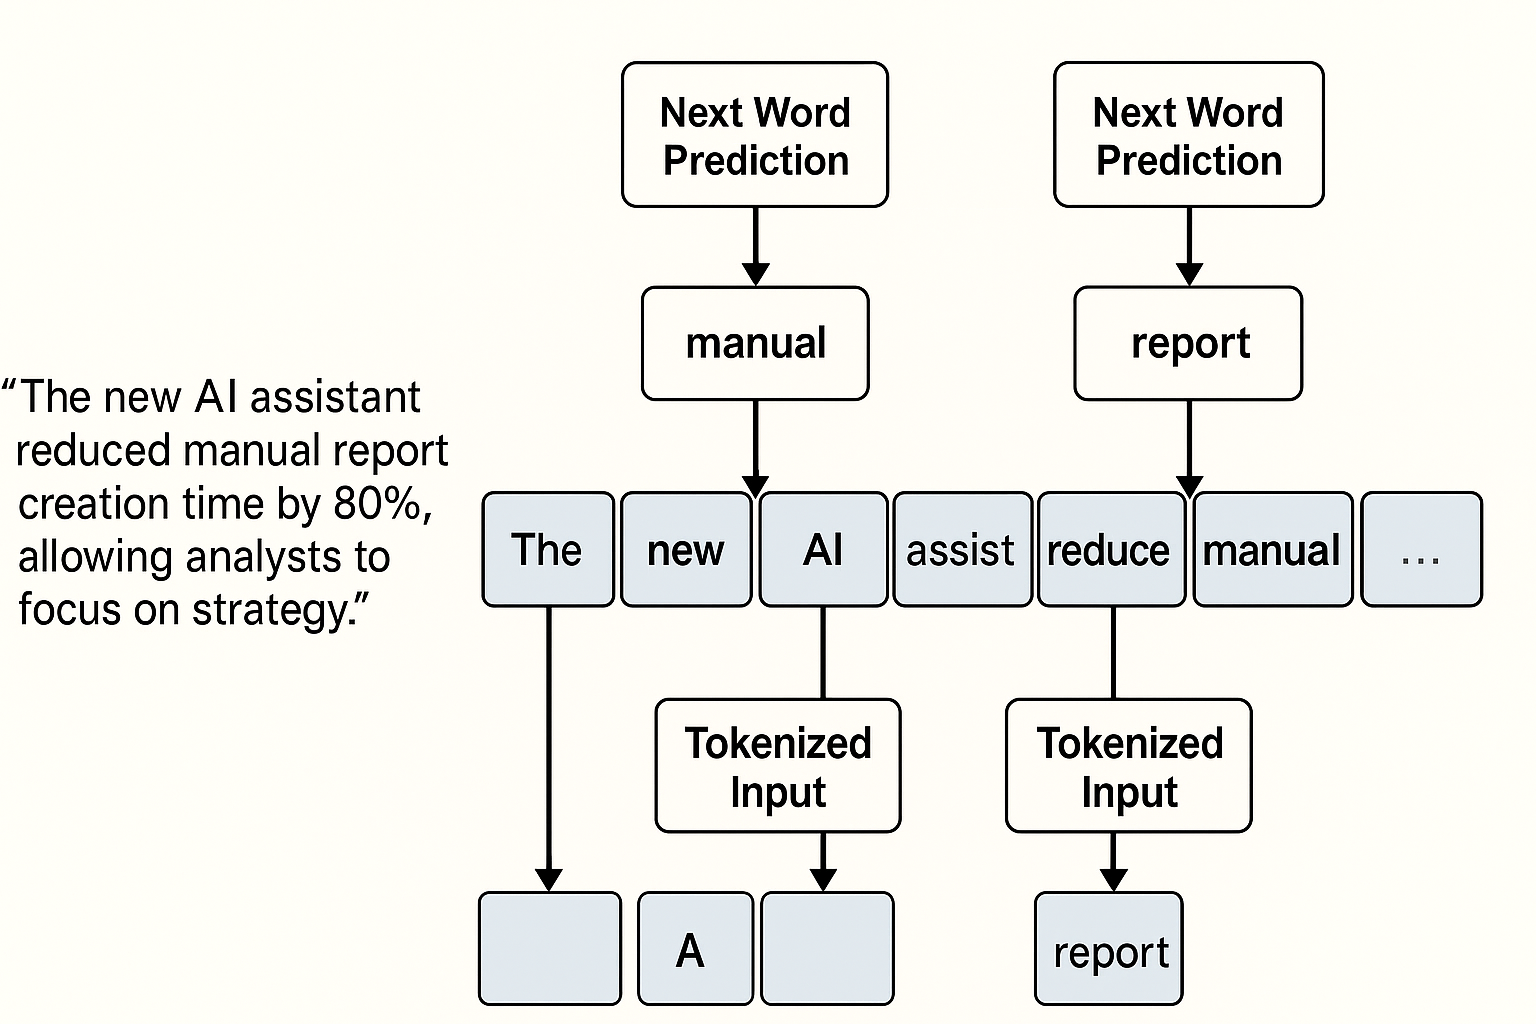 Next Word
Prediction
Next Word
Prediction
manual
report
“The new AI assistant
reduced manual report
creation time by 80%,
allowing analysts to
focus on strategy.”
The
new
AI
assist
reduce
manual
...
Tokenized
Input
Tokenized
Input
A
report